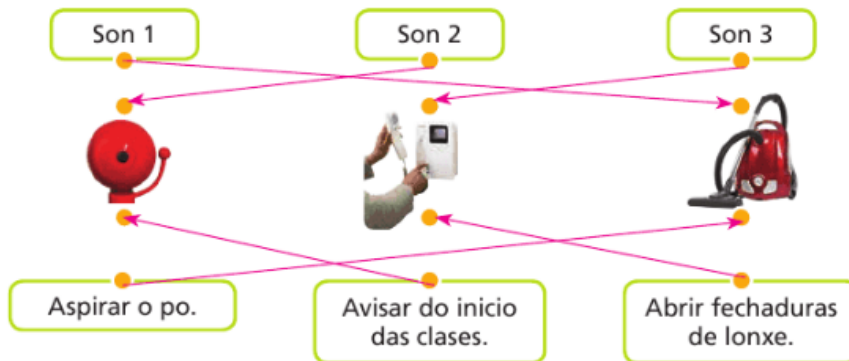 Son 1
Son 2
Son 3
Aspirar o po.
Avisar do inicio
das clases.
Abrir fechaduras
de lonxe.